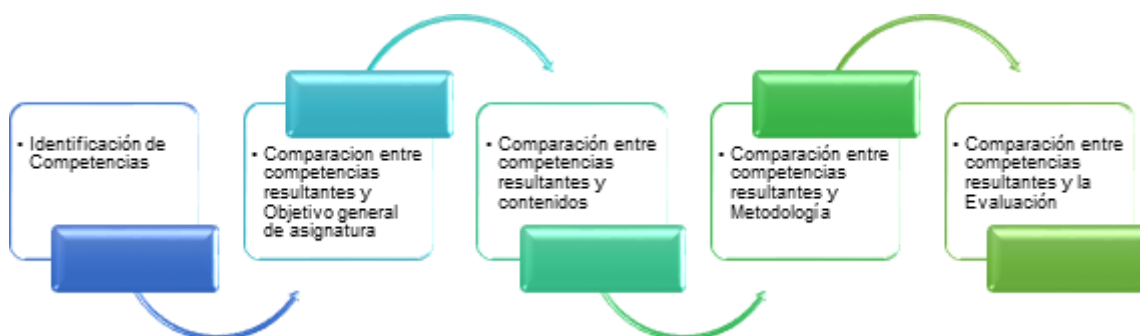 • Identificación de
Competencias
• Comparacion entre
competencias
resultantes y
Objetivo general
de asignatura
• Comparación entre
competencias
resultantes y
contenidos
• Comparación entre
competencias
resultantes y
Metodología
• Comparación entre
competencias
resultantes y la
Evaluación